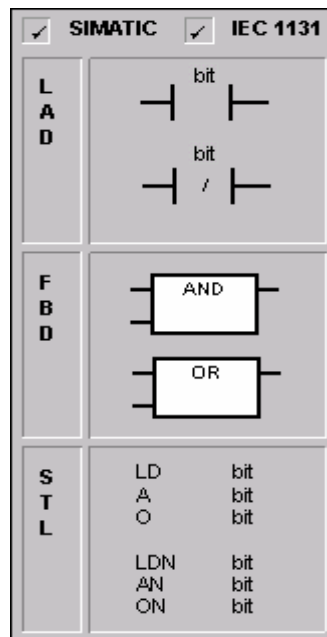 ✓ SIMATIC ✓ IEC 1131
L
A
D
bit
bit
/
F
B
D
AND
OR
S
T
L
LD bit
A bit
O bit
LDN bit
AN bit
ON bit